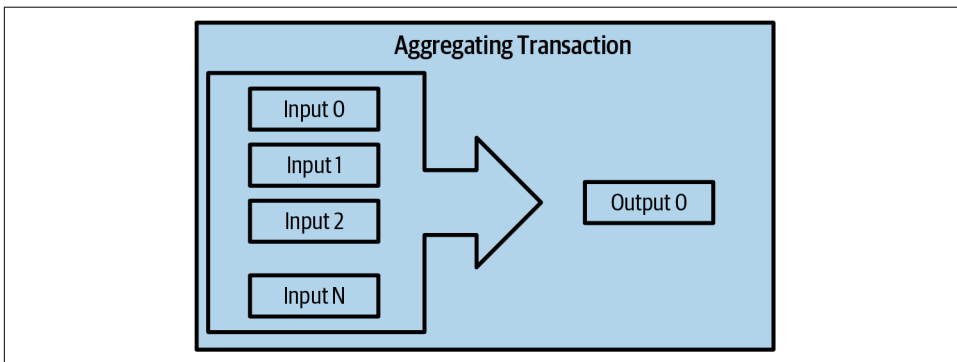 Aggregating Transaction
Input 0
Input 1
Input 2
Input N
Output 0